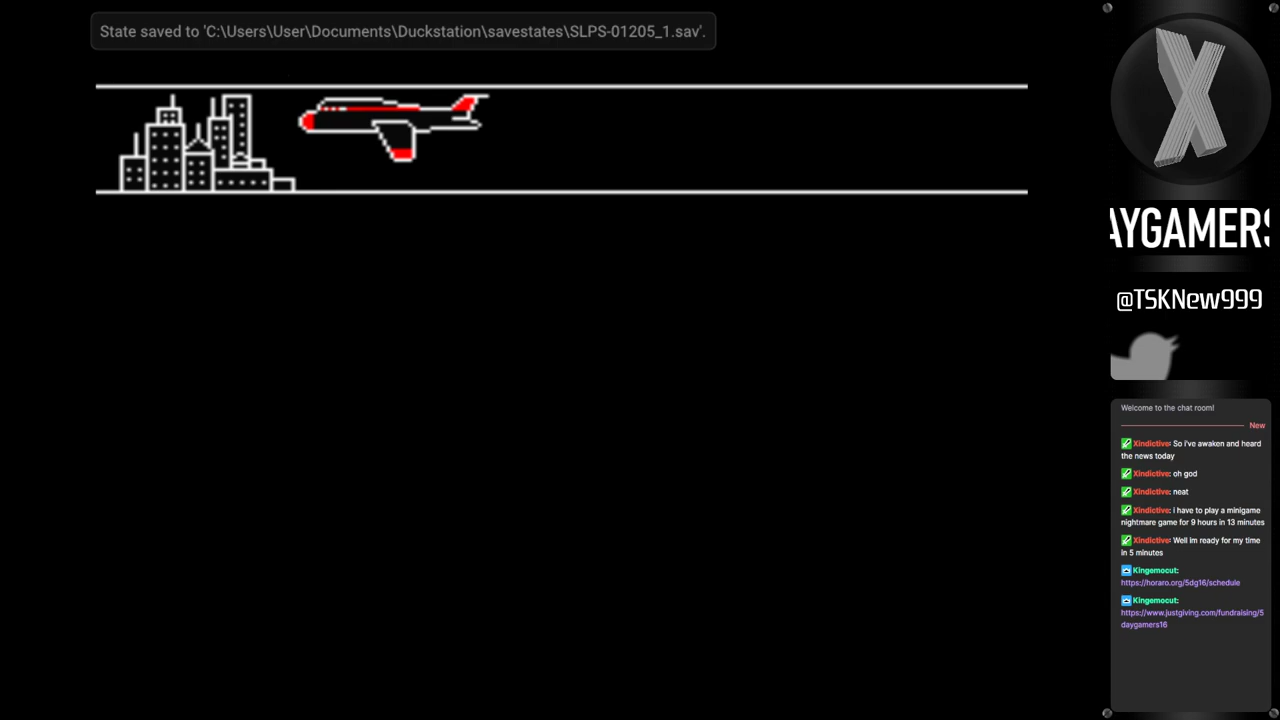 State saved to 'C:\Users\User\Documents\Duckstation\savestates\SLPS-01205_1.sav'.
X
AYGAMERS
@TSKNew999
Welcome to the chat room!
New
Xindictive: So i've awaken and heard
the news today
Xindictive: oh god
Xindictive: neat
Xindictive: i have to play a minigame
nightmare game for 9 hours in 13 minutes
Xindictive: Well im ready for my time
in 5 minutes
Kingemocut:
https://horaro.org/5dg16/schedule
Kingemocut:
https://www.justgiving.com/fundraising/5
daygamers16